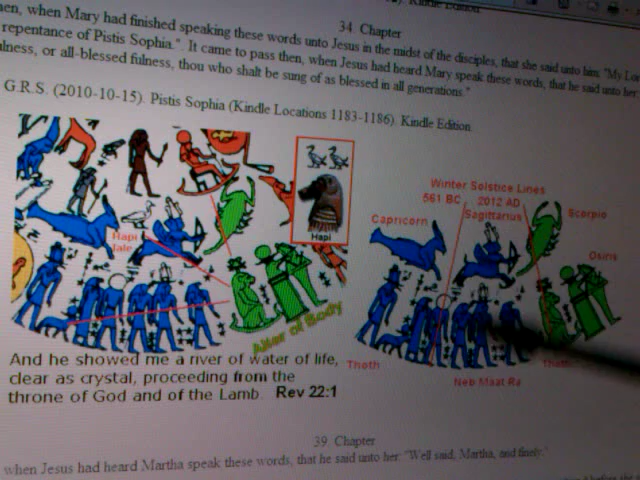 Kindle Edition.
34. Chapter
when Mary had finished speaking these words unto Jesus in the midst of the disciples, that she said unto him: "My
repentance of Pistis Sophia.". It came to pass then, when Jesus had heard Mary speak these words, that he said unto her:
or all-blessed fulness, thou who shalt be sung of as blessed in all generations."
G.R.S. (2010-10-15). Pistis Sophia (Kindle Locations 1183-1186). Kindle Edition.
Hapi
Hapi
Tale
Alter of Body
Winter Solstice Lines
561 BC
2012 AD
Capricorn
Sagittarius
Scorpio
Osiris
Thoth
Neb Maat Ra
And he showed me a river of water of life,
clear as crystal, proceeding from the
throne of God and of the Lamb. Rev 22:1
39. Chapter
when Jesus had heard Martha speak these words, that he said unto her: "Well said, Martha, and finely."